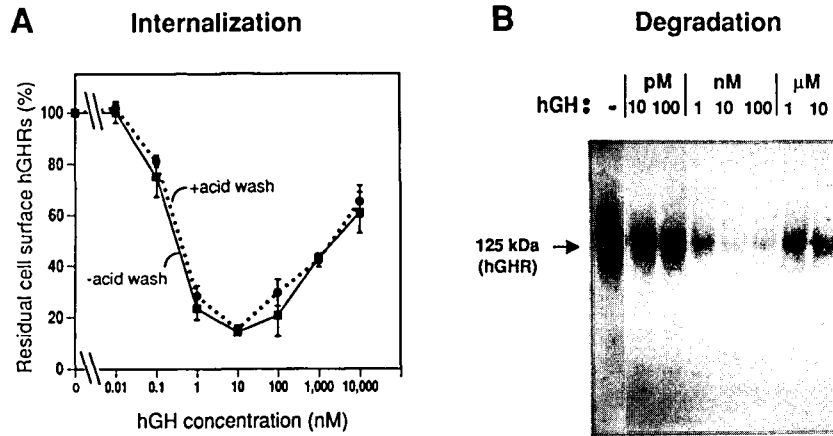 A Internalization
Residual cell surface hGHRs (%)
100
80
60
40
20
0
+acid wash
-acid wash
0 0.01 0.1 1 10 100 1,000 10,000
hGH concentration (nM)
B Degradation
pM nM µM
hGH : - 10 100 1 10 100 1 10
125 kDa
(hGHR)